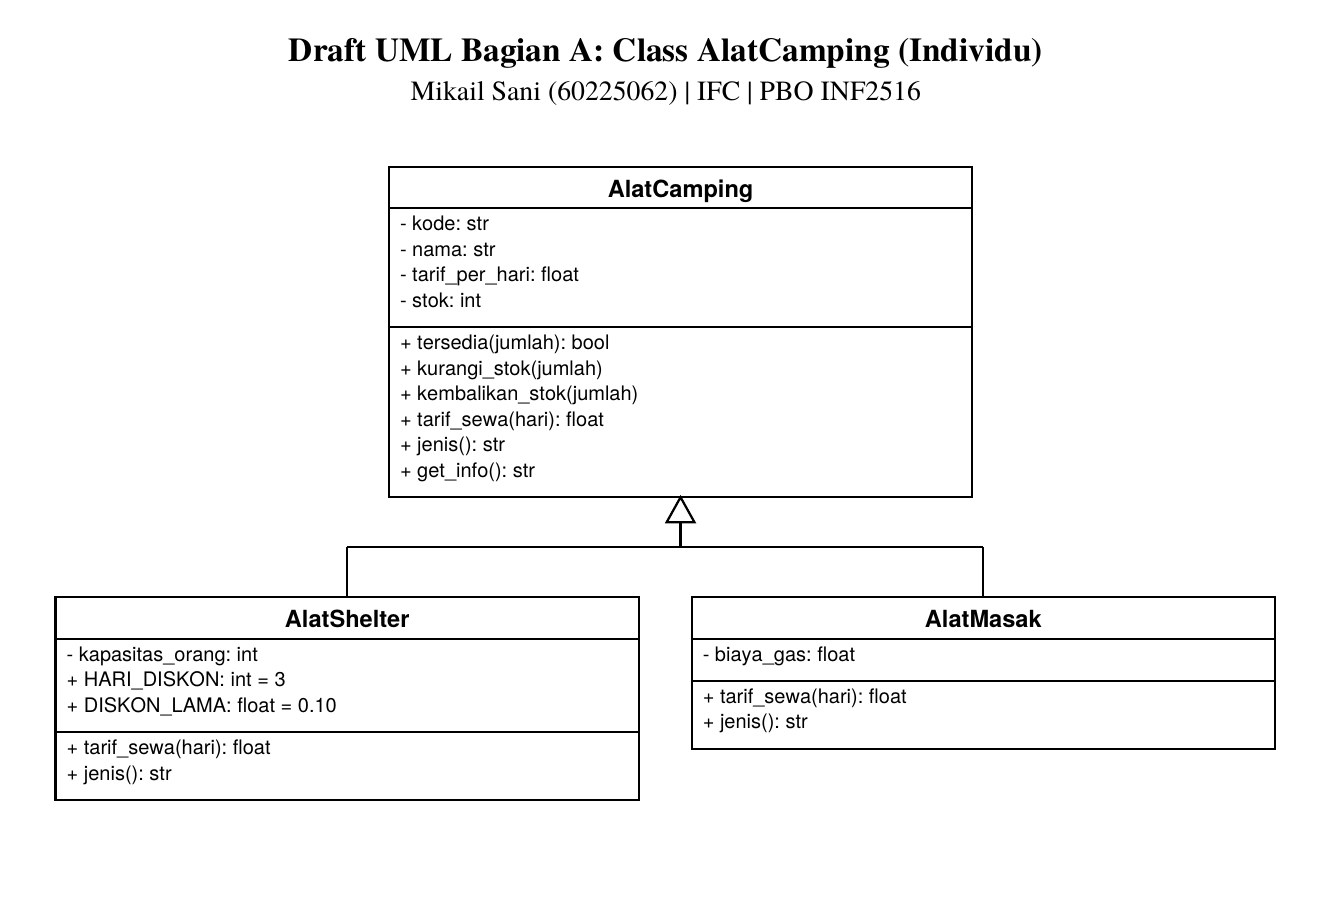 Draft UML Bagian A: Class AlatCamping (Individu)
Mikail Sani (60225062) | IFC | PBO INF2516
AlatCamping
- kode: str
- nama: str
- tarif_per_hari: float
- stok: int
+ tersedia(jumlah): bool
+ kurangi_stok(jumlah)
+ kembalikan_stok(jumlah)
+ tarif_sewa(hari): float
+ jenis(): str
+ get_info(): str
AlatShelter
- kapasitas_orang: int
+ HARI_DISKON: int = 3
+ DISKON_LAMA: float = 0.10
+ tarif_sewa(hari): float
+ jenis(): str
AlatMasak
- biaya_gas: float
+ tarif_sewa(hari): float
+ jenis(): str